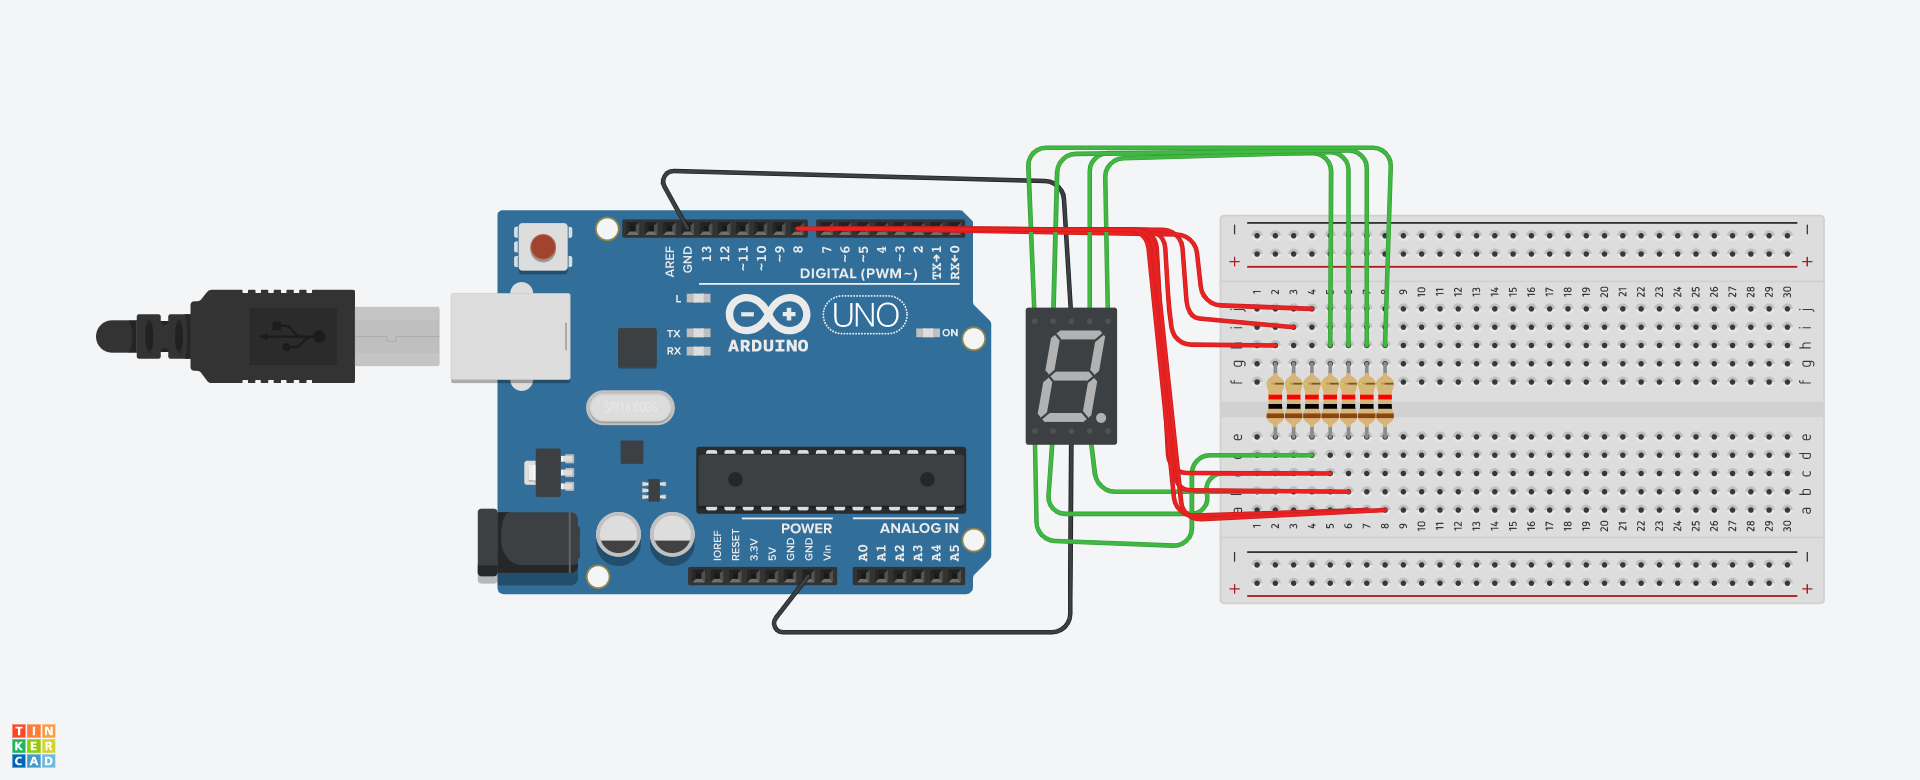 AREF
GND
13
12
~11
~10
~9
8
7
~6
~5
4
~3
2
TX→1
RX←0
DIGITAL (PWM~)
L
TX
RX
ARDUINO
UNO
ON
SPK16.000G
POWER
ANALOG IN
IOREF
RESET
3.3V
5V
GND
GND
Vin
A0
A1
A2
A3
A4
A5
− −
+ +
1 2 3 4 5 6 7 8 9 10 11 12 13 14 15 16 17 18 19 20 21 22 23 24 25 26 27 28 29 30
j j
i i
h h
g g
f f
e e
d
c c
b
a a
1 2 3 4 5 6 7 8 9 10 11 12 13 14 15 16 17 18 19 20 21 22 23 24 25 26 27 28 29 30
− −
+ +
TIN
KER
CAD